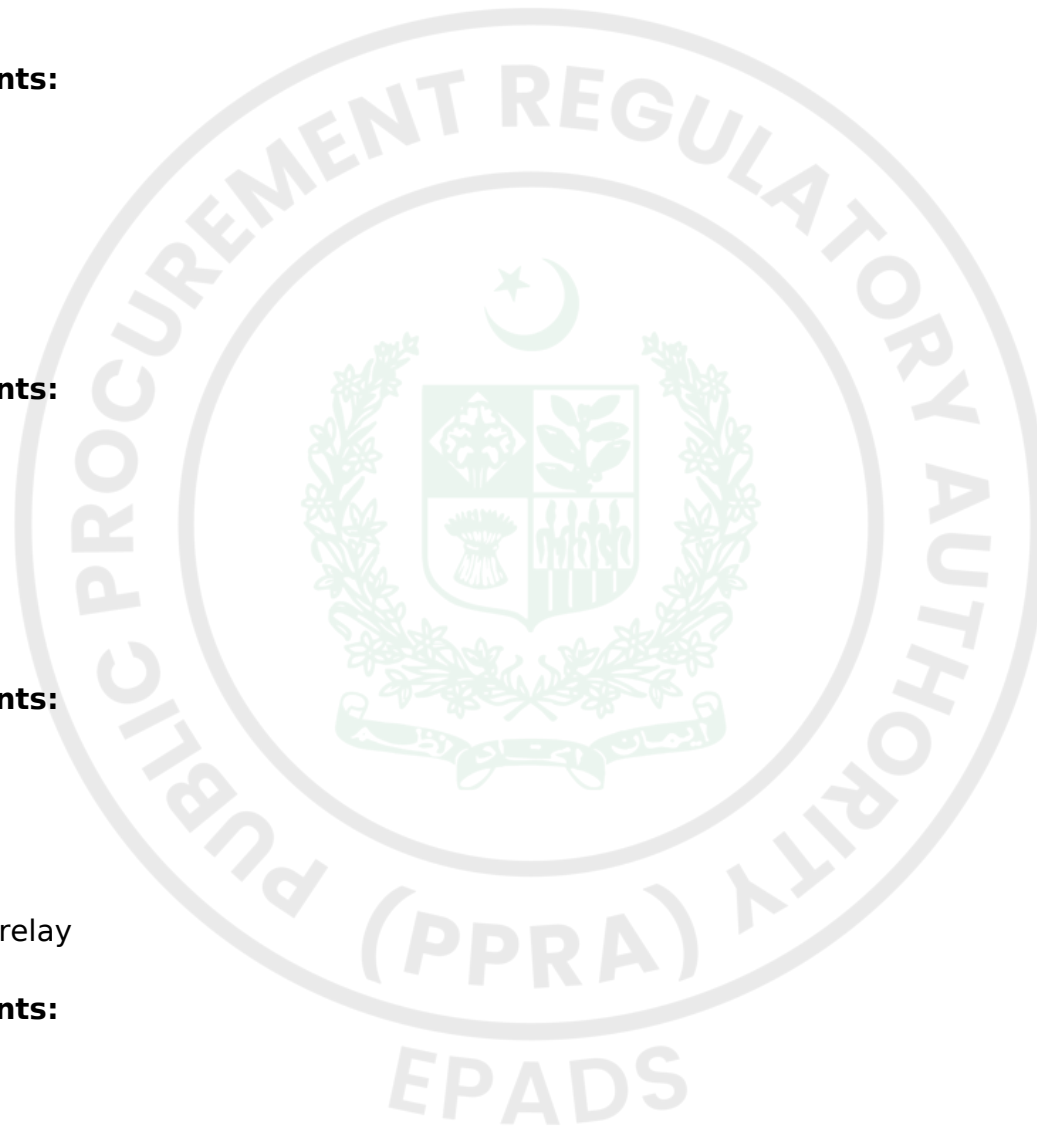 nts:
nts:
nts:
relay
nts:
PUBLIC PROCUREMENT REGULATORY AUTHORITY
(PPRA)
EPADS